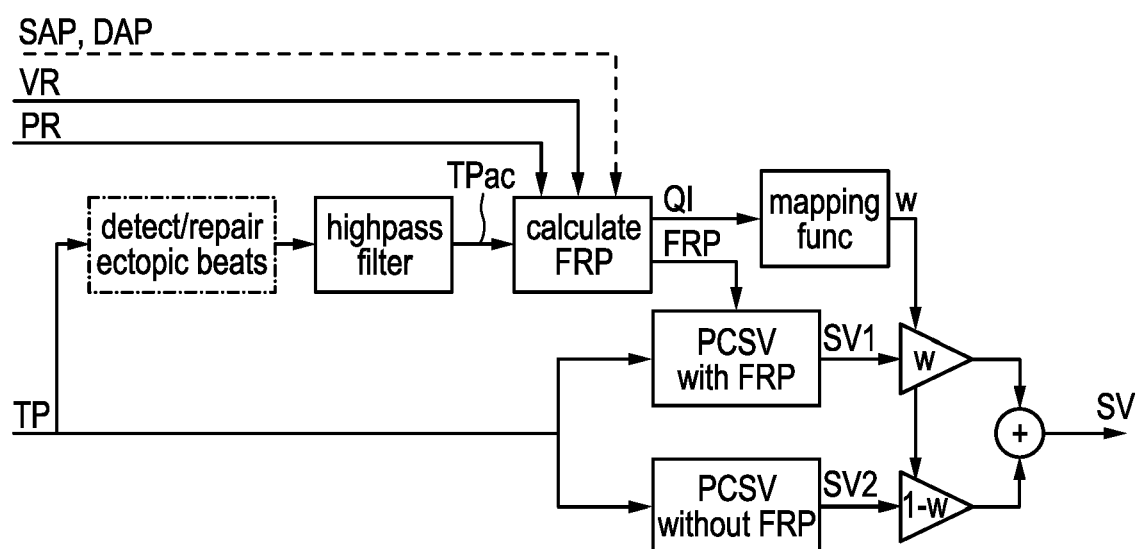 SAP, DAP
VR
PR
TPac
detect/repair
ectopic beats
highpass
filter
calculate
FRP
QI
FRP
mapping
func
w
PCSV
with FRP
SV1
w
TP
+
SV
PCSV
without FRP
SV2
1-w